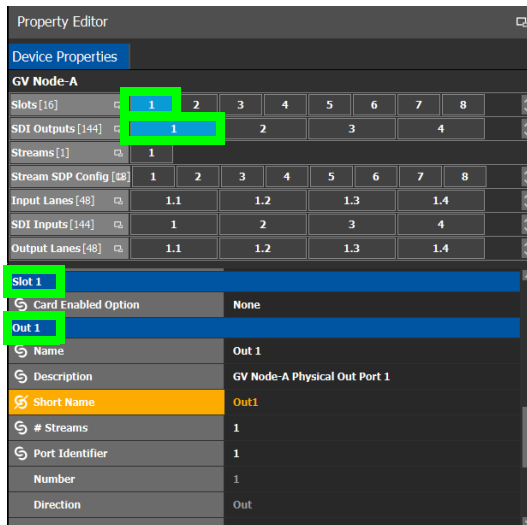 Property Editor
Device Properties
GV Node-A
Slots [16] 1 2 3 4 5 6 7 8
SDI Outputs [144] 1 2 3 4
Streams [1] 1
Stream SDP Config [48] 1 2 3 4 5 6 7 8
Input Lanes [48] 1.1 1.2 1.3 1.4
SDI Inputs [144] 1 2 3 4
Output Lanes [48] 1.1 1.2 1.3 1.4
Slot 1
Card Enabled Option None
Out 1
Name Out 1
Description GV Node-A Physical Out Port 1
Short Name Out1
# Streams 1
Port Identifier 1
Number 1
Direction Out